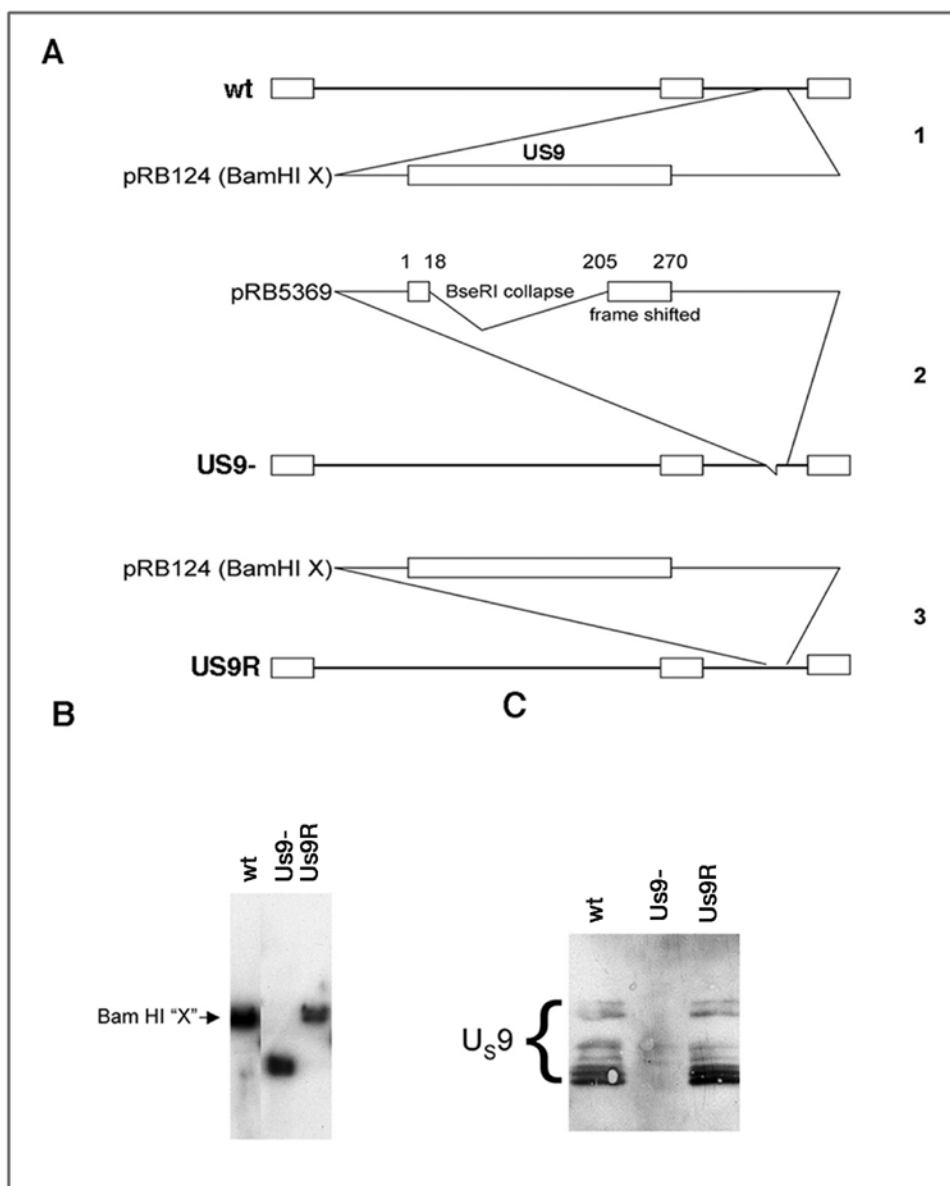 A
wt
1
US9
pRB124 (BamHI X)
1 18 205 270
pRB5369
BseRI collapse
frame shifted
2
US9-
pRB124 (BamHI X)
3
US9R
B
C
wt
Us9-
Us9R
Bam HI “X”
wt
Us9-
Us9R
US9